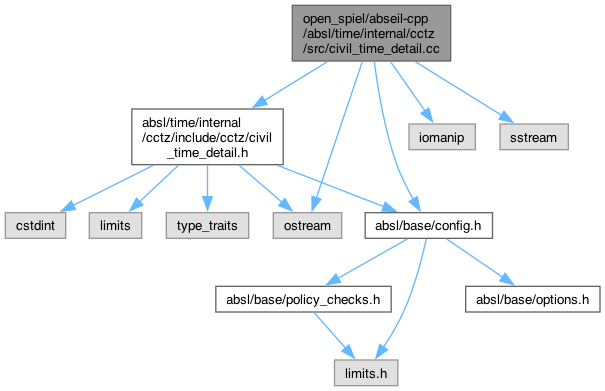 open_spiel/abseil-cpp
/absl/time/internal/cctz
/src/civil_time_detail.cc
absl/time/internal
/cctz/include/cctz/civil
_time_detail.h
iomanip
sstream
cstdint
limits
type_traits
ostream
absl/base/config.h
absl/base/policy_checks.h
absl/base/options.h
limits.h